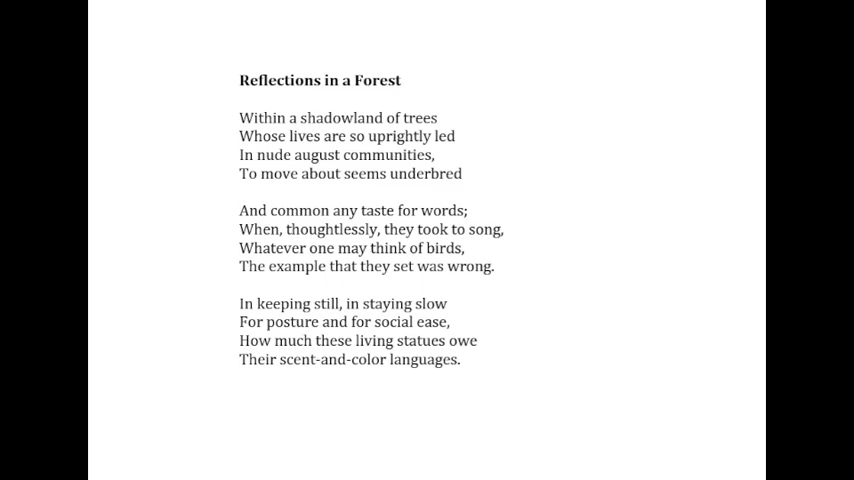 Reflections in a Forest
Within a shadowland of trees
Whose lives are so uprightly led
In nude august communities,
To move about seems underbred
And common any taste for words;
When, thoughtlessly, they took to song,
Whatever one may think of birds,
The example that they set was wrong.
In keeping still, in staying slow
For posture and for social ease,
How much these living statues owe
Their scent-and-color languages.